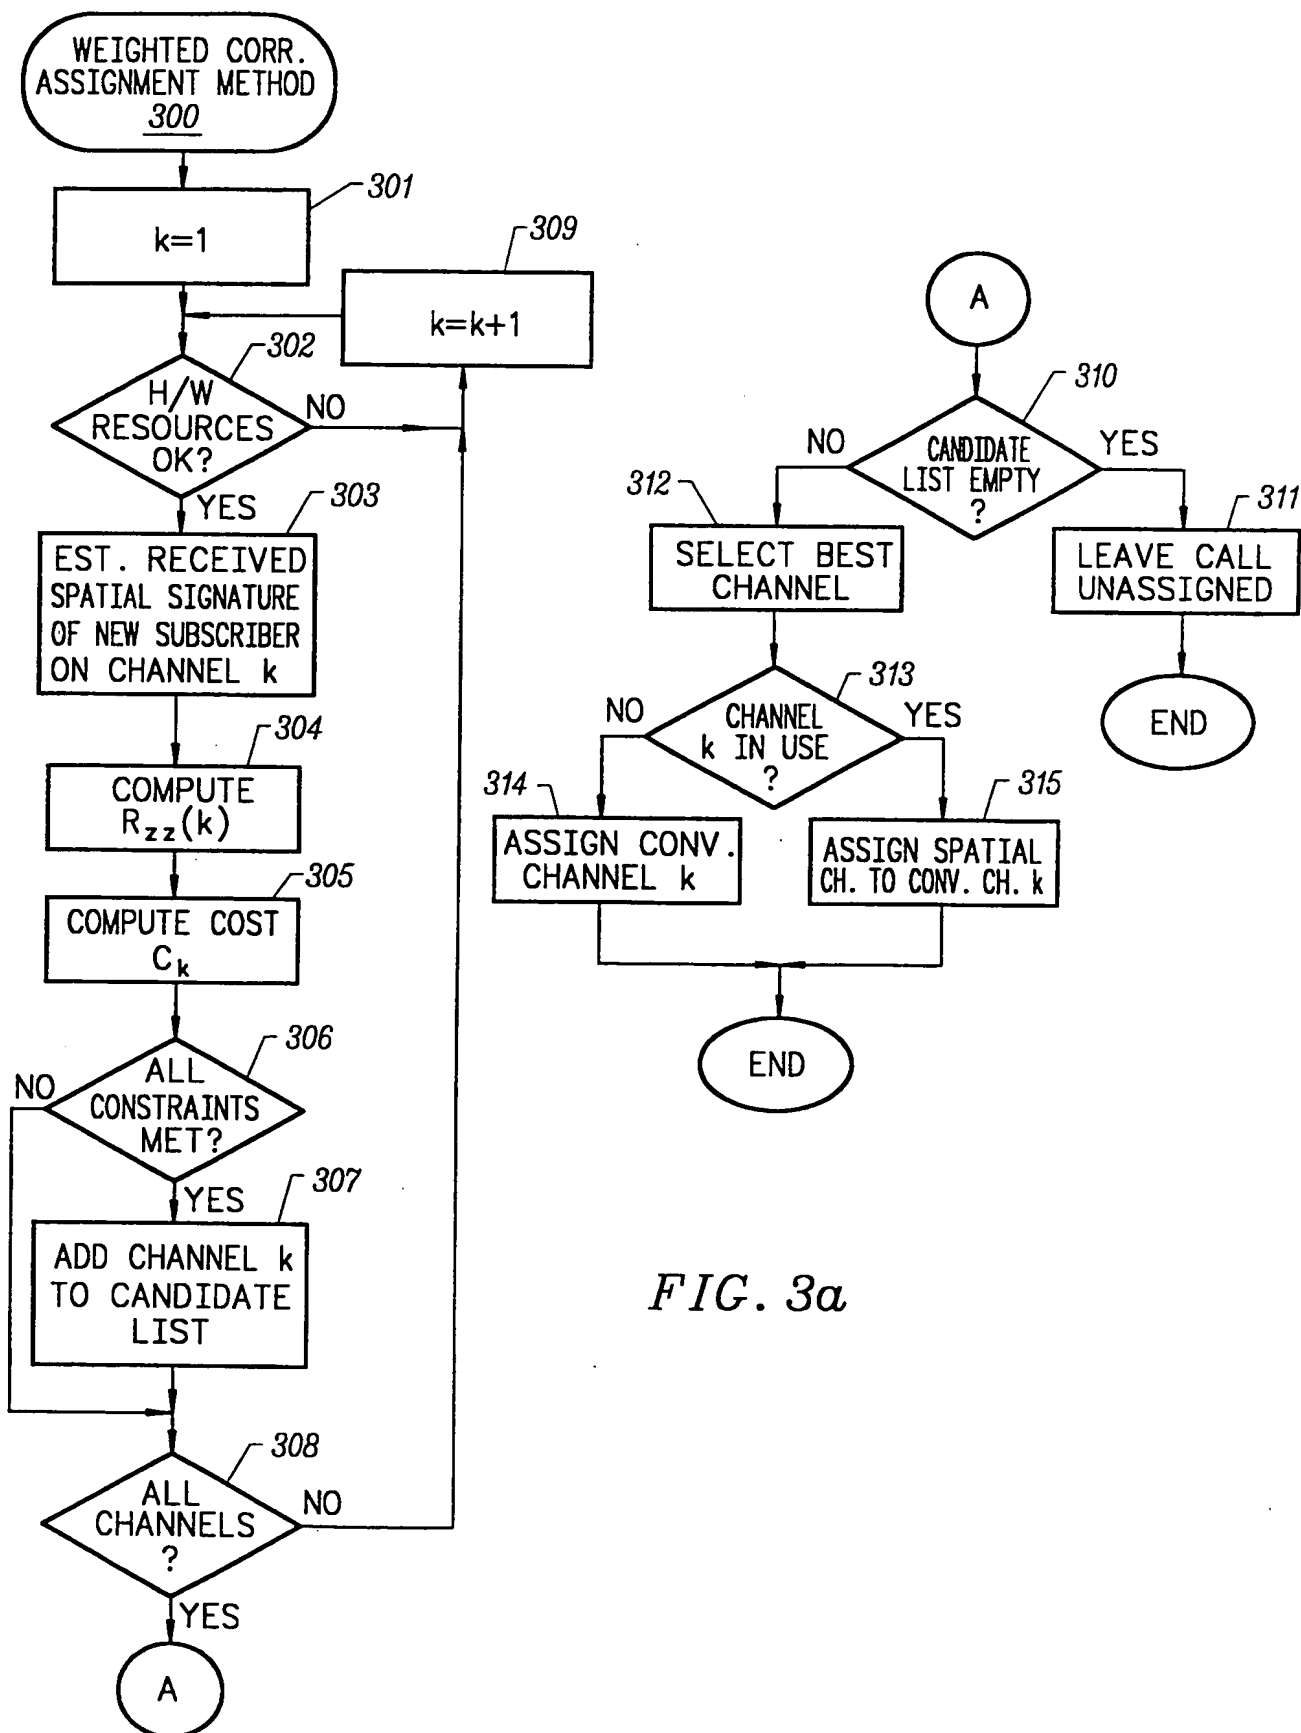 WEIGHTED CORR.
ASSIGNMENT METHOD
300
301
k=1
309
k=k+1
302
H/W
RESOURCES
OK?
NO
YES
303
EST. RECEIVED
SPATIAL SIGNATURE
OF NEW SUBSCRIBER
ON CHANNEL k
304
COMPUTE
Rzz(k)
305
COMPUTE COST
Ck
306
ALL
CONSTRAINTS
MET?
NO
YES
307
ADD CHANNEL k
TO CANDIDATE
LIST
308
ALL
CHANNELS
?
NO
YES
A
A
310
CANDIDATE
LIST EMPTY
?
NO
YES
312
SELECT BEST
CHANNEL
311
LEAVE CALL
UNASSIGNED
END
313
CHANNEL
k IN USE
?
NO
YES
314
ASSIGN CONV.
CHANNEL k
315
ASSIGN SPATIAL
CH. TO CONV. CH. k
END
FIG. 3a